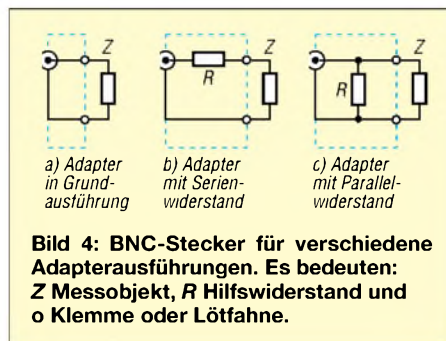 Z
R
Z
R
Z
a) Adapter
in Grund-
ausführung
b) Adapter
mit Serien-
widerstand
c) Adapter
mit Parallel-
widerstand
Bild 4: BNC-Stecker für verschiedene
Adapterausführungen. Es bedeuten:
Z Messobjekt, R Hilfswiderstand und
o Klemme oder Lötfahne.